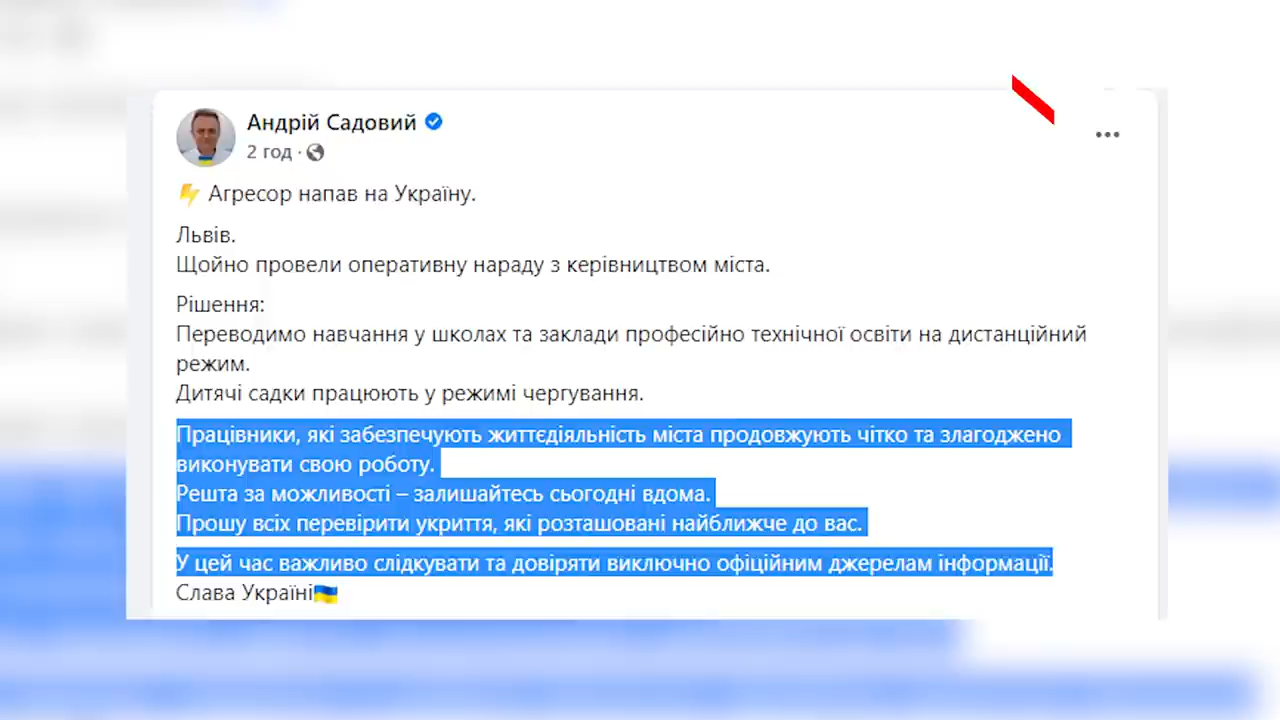 Андрій Садовий
2 год ·
⚡ Агресор напав на Україну.
Львів.
Щойно провели оперативну нараду з керівництвом міста.
Рішення:
Переводимо навчання у школах та заклади професійно технічної освіти на дистанційний
режим.
Дитячі садки працюють у режимі чергування.
Працівники, які забезпечують життєдіяльність міста продовжують чітко та злагоджено
виконувати свою роботу.
Решта за можливості – залишайтесь сьогодні вдома.
Прошу всіх перевірити укриття, які розташовані найближче до вас.
У цей час важливо слідкувати та довіряти виключно офіційним джерелам інформації.
Слава Україні🇺🇦